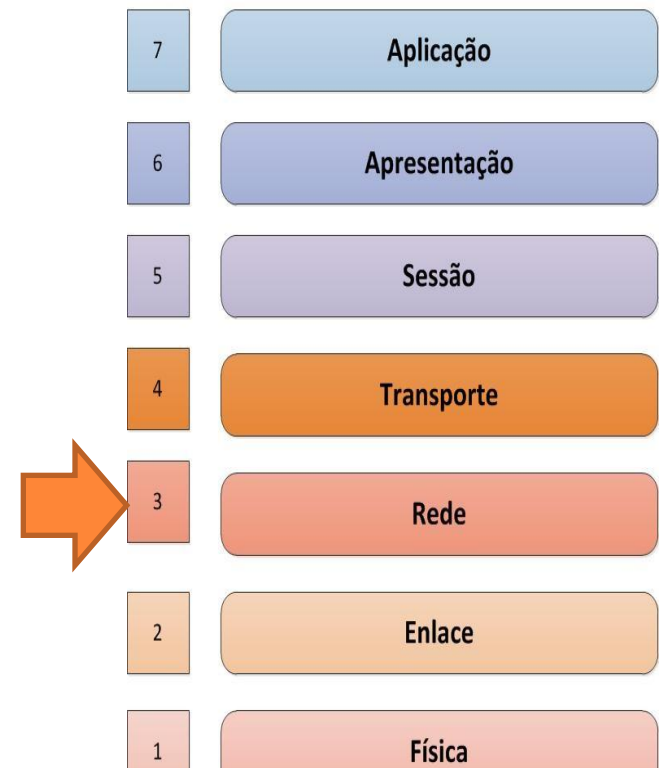 7 Aplicação
6 Apresentação
5 Sessão
4 Transporte
3 Rede
2 Enlace
1 Física